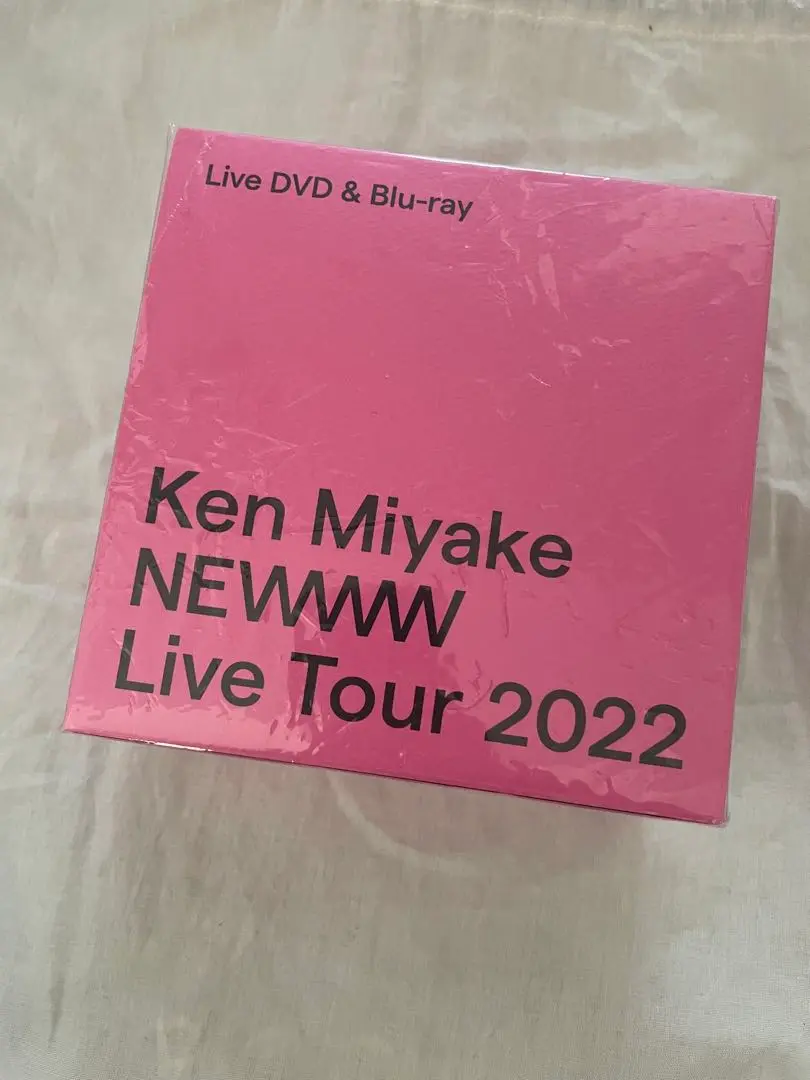 Live DVD & Blu-ray
Ken Miyake
NEWWW
Live Tour 2022